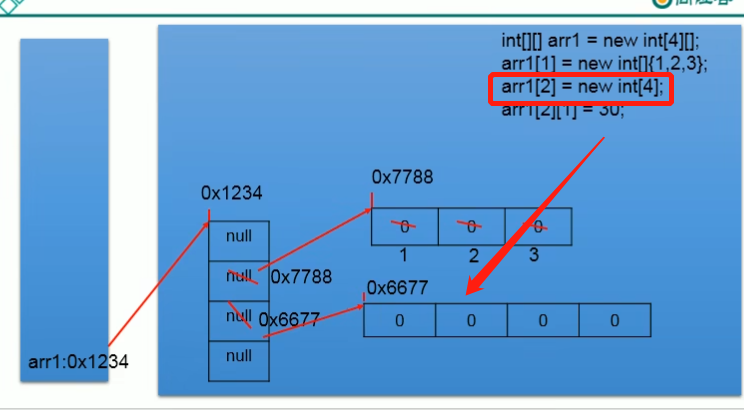 int[][] arr1 = new int[4][];
arr1[1] = new int[]{1,2,3};
arr1[2] = new int[4];
arr1[2][1] = 30;
0x7788
0x1234
0 0 0
null
1 2 3
null 0x7788
0x6677
null 0x6677
0 0 0 0
null
arr1:0x1234